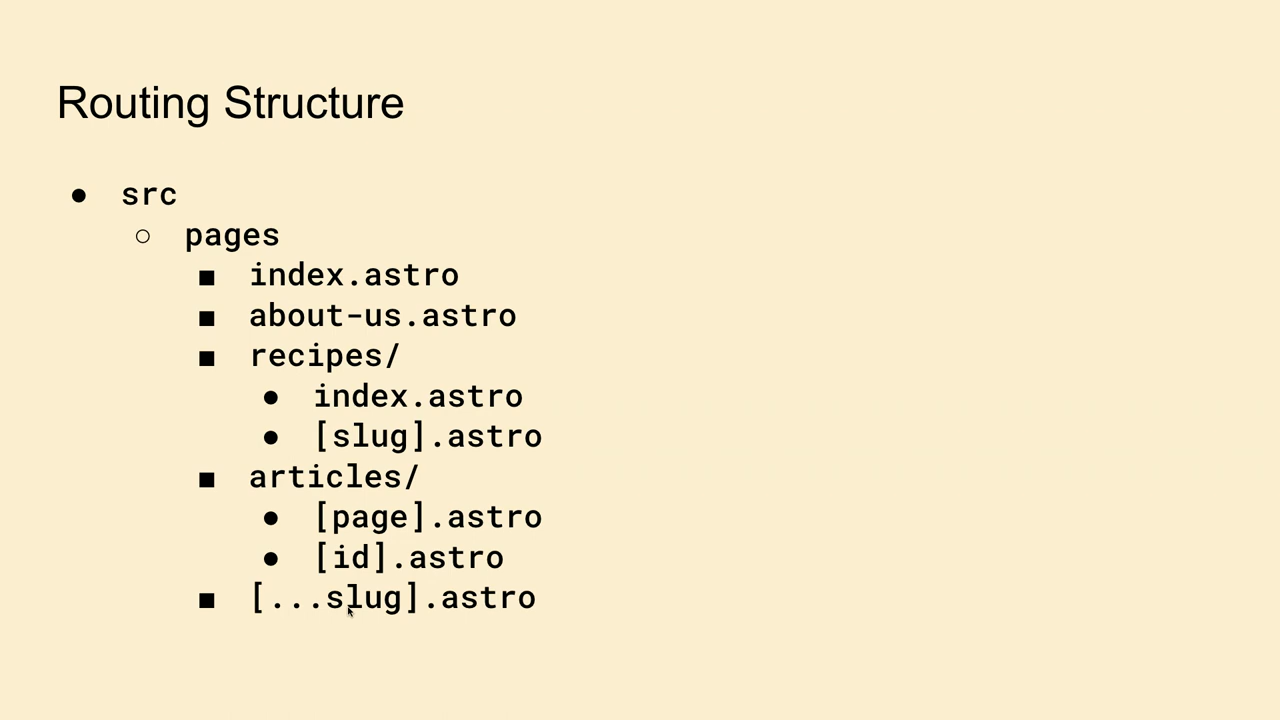 Routing Structure
src
pages
index.astro
about-us.astro
recipes/
index.astro
[slug].astro
articles/
[page].astro
[id].astro
[...slug].astro